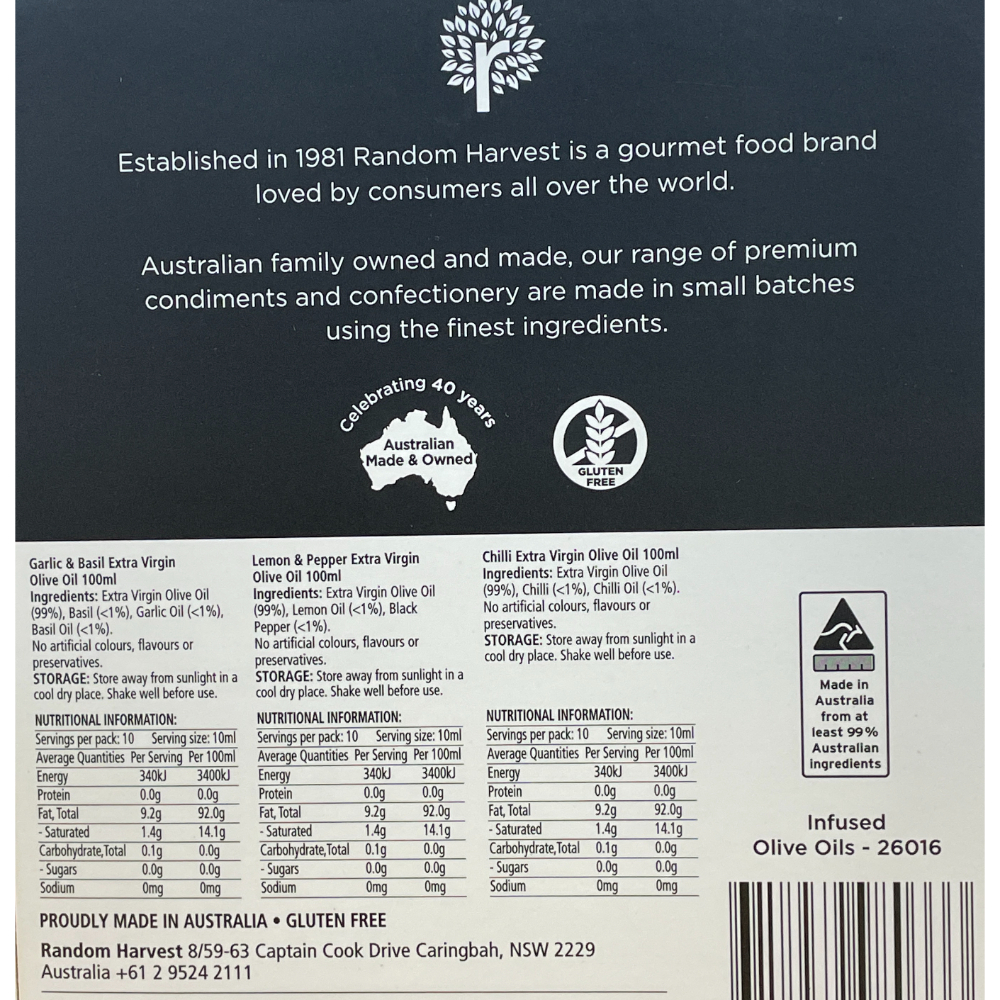 Established in 1981 Random Harvest is a gourmet food brand
loved by consumers all over the world.
Australian family owned and made, our range of premium
condiments and confectionery are made in small batches
using the finest ingredients.
Celebrating 40 years
Australian
Made & Owned
GLUTEN
FREE
Garlic & Basil Extra Virgin
Olive Oil 100ml
Ingredients: Extra Virgin Olive Oil
(99%), Basil (<1%), Garlic Oil (<1%),
Basil Oil (<1%).
No artificial colours, flavours or
preservatives.
STORAGE: Store away from sunlight in a
cool dry place. Shake well before use.
NUTRITIONAL INFORMATION:
Servings per pack: 10 Serving size: 10ml
Average Quantities Per Serving Per 100ml
Energy 340kJ 3400kJ
Protein 0.0g 0.0g
Fat, Total 9.2g 92.0g
- Saturated 1.4g 14.1g
Carbohydrate,Total 0.1g 0.0g
- Sugars 0.0g 0.0g
Sodium 0mg 0mg
Lemon & Pepper Extra Virgin
Olive Oil 100ml
Ingredients: Extra Virgin Olive Oil
(99%), Lemon Oil (<1%), Black
Pepper (<1%).
No artificial colours, flavours or
preservatives.
STORAGE: Store away from sunlight in a
cool dry place. Shake well before use.
NUTRITIONAL INFORMATION:
Servings per pack: 10 Serving size: 10ml
Average Quantities Per Serving Per 100ml
Energy 340kJ 3400kJ
Protein 0.0g 0.0g
Fat, Total 9.2g 92.0g
- Saturated 1.4g 14.1g
Carbohydrate,Total 0.1g 0.0g
- Sugars 0.0g 0.0g
Sodium 0mg 0mg
Chilli Extra Virgin Olive Oil 100ml
Ingredients: Extra Virgin Olive Oil
(99%), Chilli (<1%), Chilli Oil (<1%).
No artificial colours, flavours or
preservatives.
STORAGE: Store away from sunlight in a
cool dry place. Shake well before use.
NUTRITIONAL INFORMATION:
Servings per pack: 10 Serving size: 10ml
Average Quantities Per Serving Per 100ml
Energy 340kJ 3400kJ
Protein 0.0g 0.0g
Fat, Total 9.2g 92.0g
- Saturated 1.4g 14.1g
Carbohydrate,Total 0.1g 0.0g
- Sugars 0.0g 0.0g
Sodium 0mg 0mg
Made in
Australia
from at
least 99%
Australian
ingredients
Infused
Olive Oils - 26016
PROUDLY MADE IN AUSTRALIA • GLUTEN FREE
Random Harvest 8/59-63 Captain Cook Drive Caringbah, NSW 2229
Australia +61 2 9524 2111